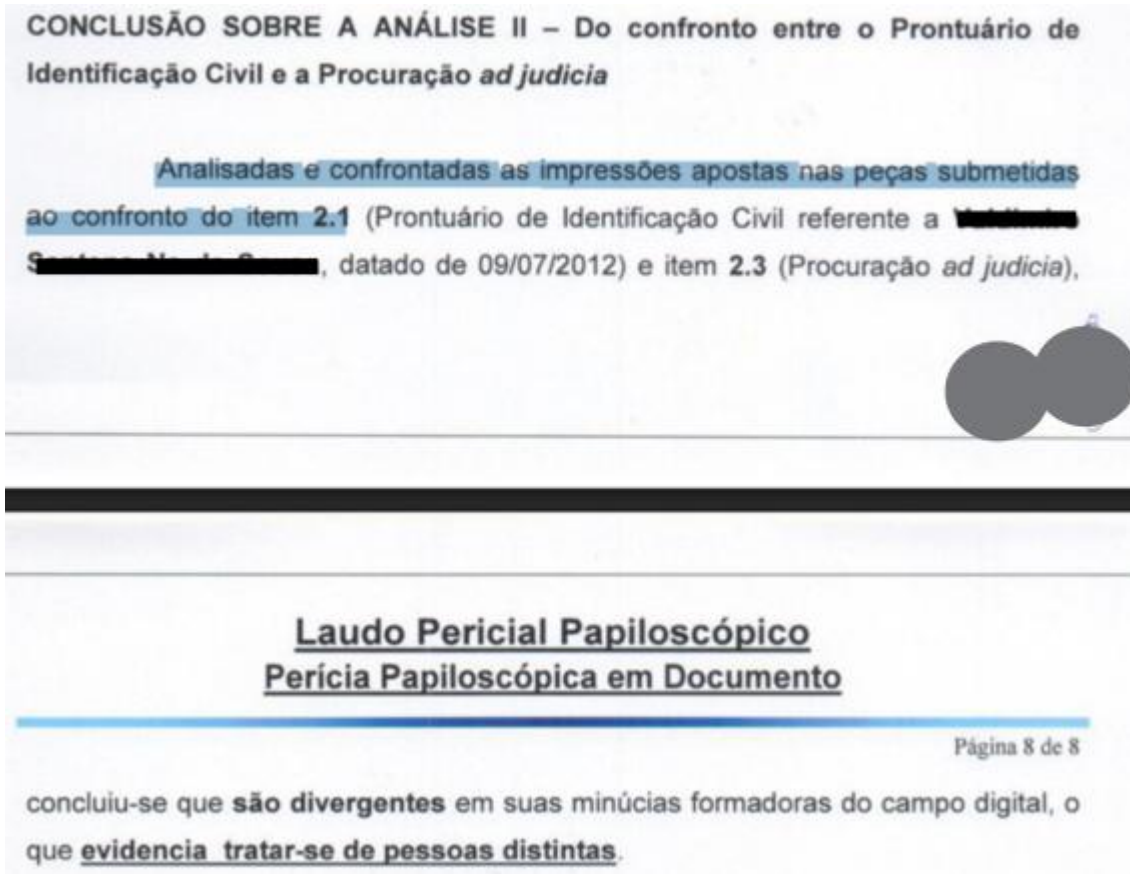 CONCLUSÃO SOBRE A ANÁLISE II – Do confronto entre o Prontuário de
Identificação Civil e a Procuração ad judicia
Analisadas e confrontadas as impressões apostas nas peças submetidas
ao confronto do item 2.1 (Prontuário de Identificação Civil referente a
, datado de 09/07/2012) e item 2.3 (Procuração ad judicia),
Laudo Pericial Papiloscópico
Perícia Papiloscópica em Documento
Página 8 de 8
concluiu-se que são divergentes em suas minúcias formadoras do campo digital, o
que evidencia tratar-se de pessoas distintas.